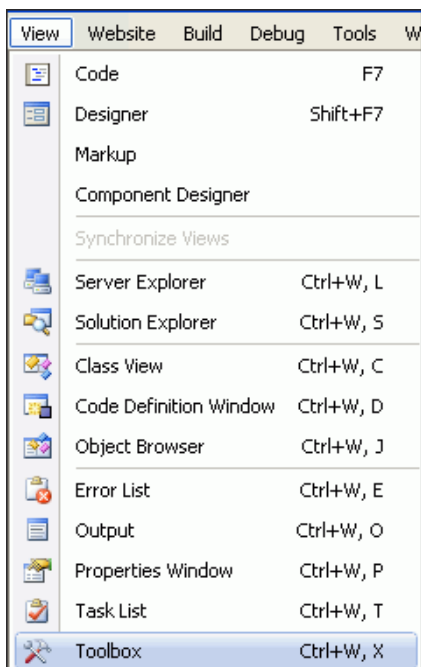 View Website Build Debug Tools W
Code F7
Designer Shift+F7
Markup
Component Designer
Synchronize Views
Server Explorer Ctrl+W, L
Solution Explorer Ctrl+W, S
Class View Ctrl+W, C
Code Definition Window Ctrl+W, D
Object Browser Ctrl+W, J
Error List Ctrl+W, E
Output Ctrl+W, O
Properties Window Ctrl+W, P
Task List Ctrl+W, T
Toolbox Ctrl+W, X